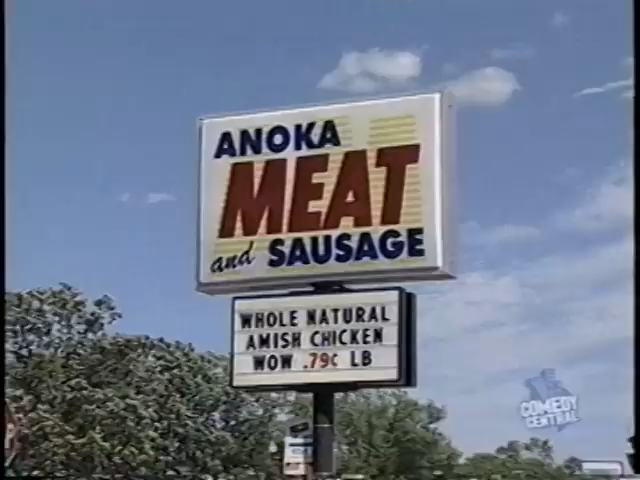 ANOKA
MEAT
and SAUSAGE
WHOLE NATURAL
AMISH CHICKEN
WOW .79¢ LB
COMEDY
CENTRAL